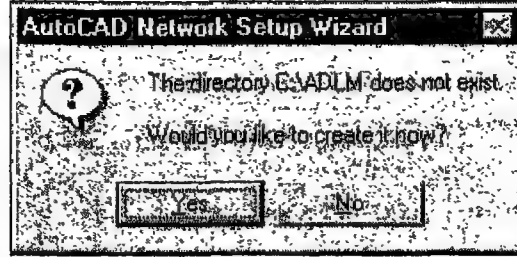 AutoCAD Network Setup Wizard
The directory G:\ADLM does not exist.
Would you like to create it now?
Yes
No